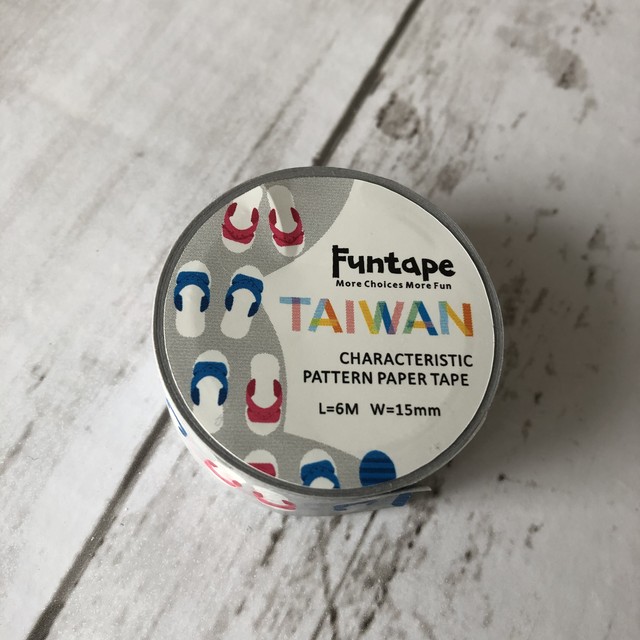 Funtape
More Choices More Fun
TAIWAN
CHARACTERISTIC
PATTERN PAPER TAPE
L=6M W=15mm